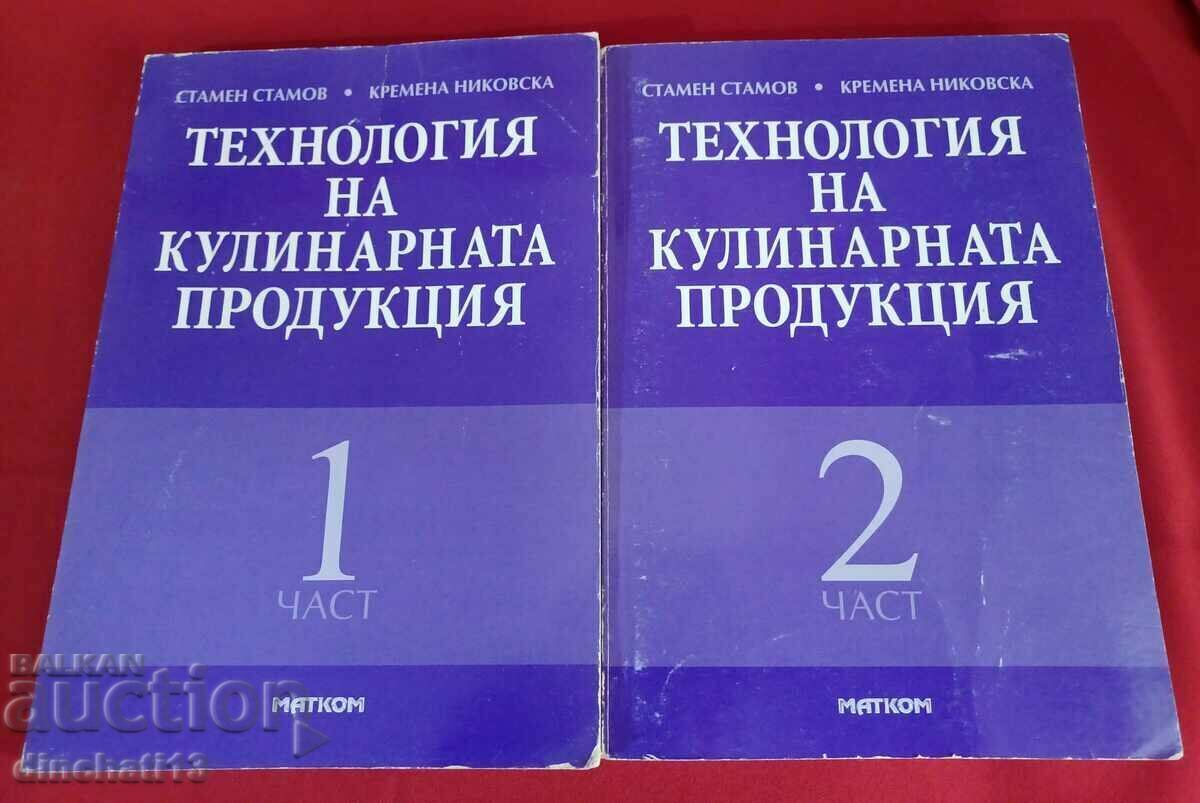 СТАМЕН СТАМОВ • КРЕМЕНА НИКОВСКА
ТЕХНОЛОГИЯ
НА
КУЛИНАРНАТА
ПРОДУКЦИЯ
1
ЧАСТ
МАТКОМ
СТАМЕН СТАМОВ • КРЕМЕНА НИКОВСКА
ТЕХНОЛОГИЯ
НА
КУЛИНАРНАТА
ПРОДУКЦИЯ
2
ЧАСТ
МАТКОМ
BALKAN
auction
dinchati13